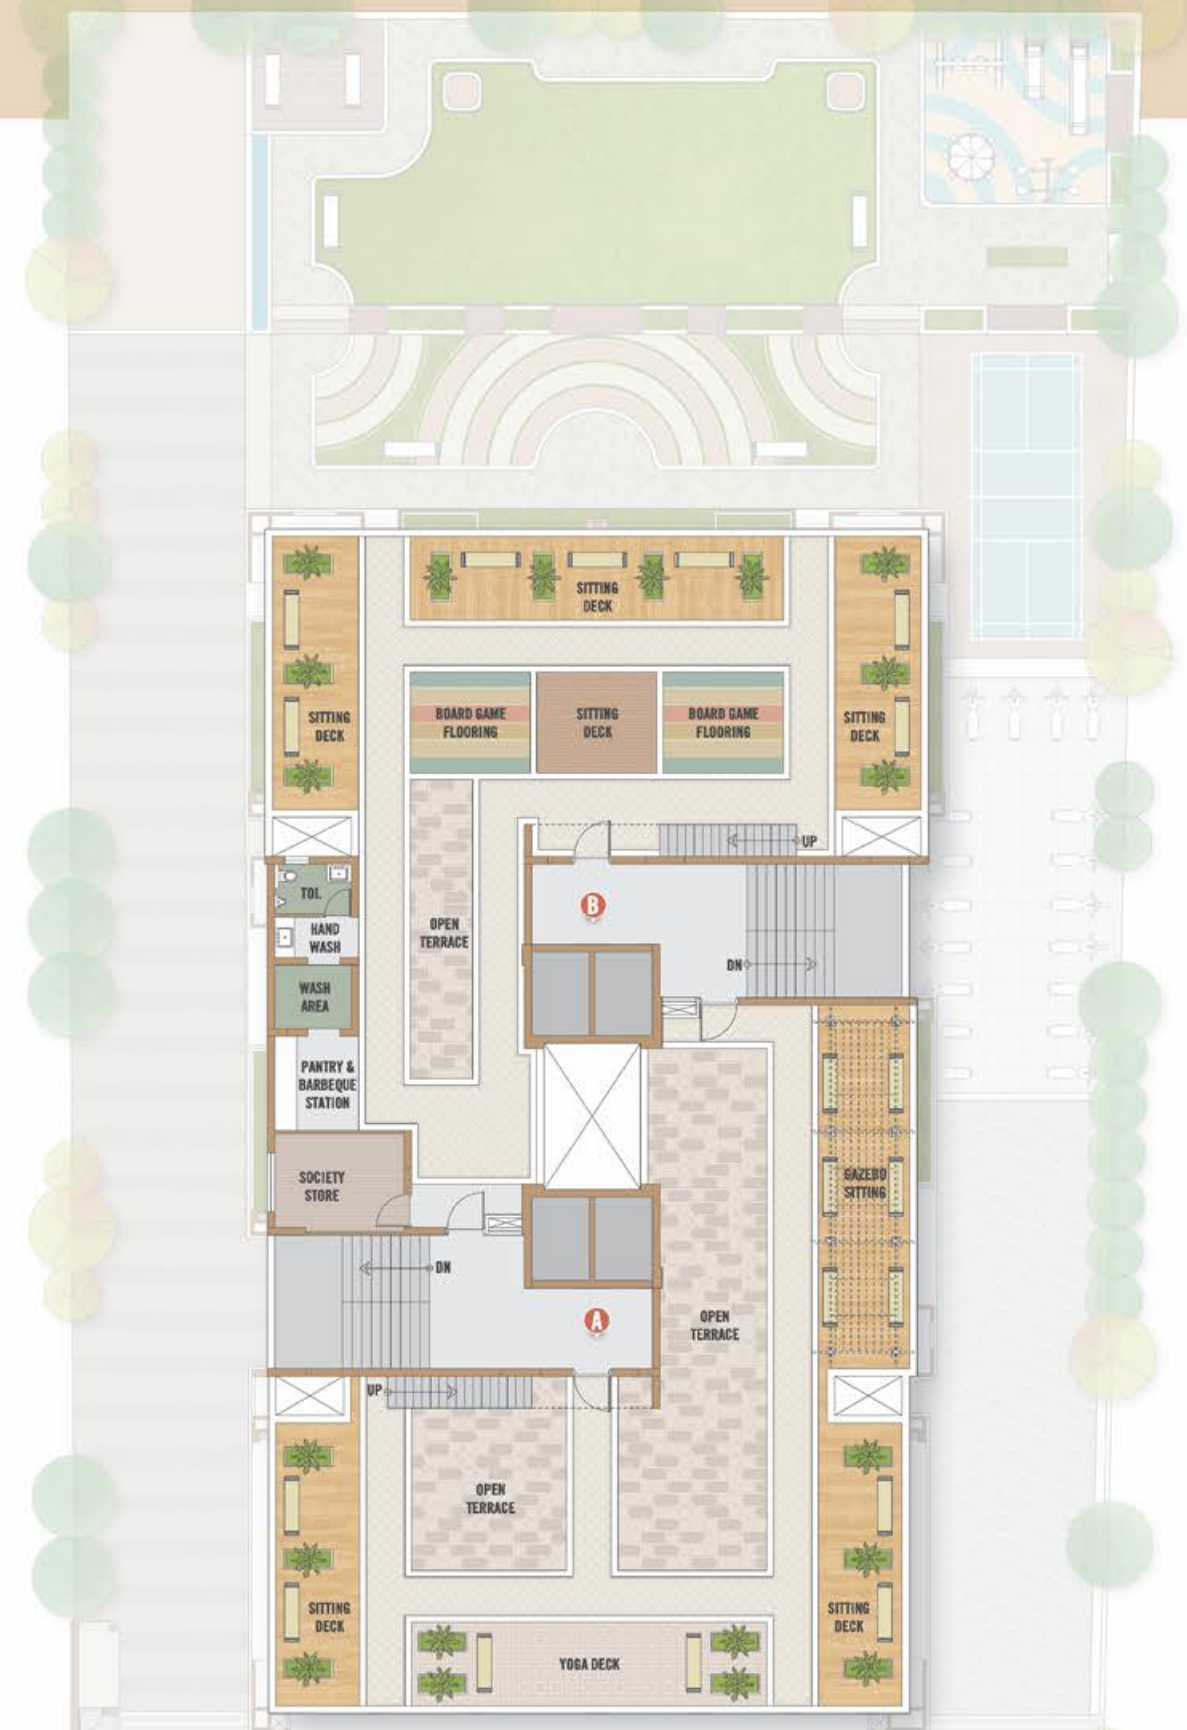 SITTING
DECK
SITTING
DECK
BOARD GAME
FLOORING
SITTING
DECK
BOARD GAME
FLOORING
SITTING
DECK
UP
TOI.
B
HAND
WASH
OPEN
TERRACE
DN
WASH
AREA
PANTRY &
BARBEQUE
STATION
SOCIETY
STORE
GAZEBO
SITTING
DN
A
OPEN
TERRACE
UP
OPEN
TERRACE
SITTING
DECK
SITTING
DECK
YOGA DECK